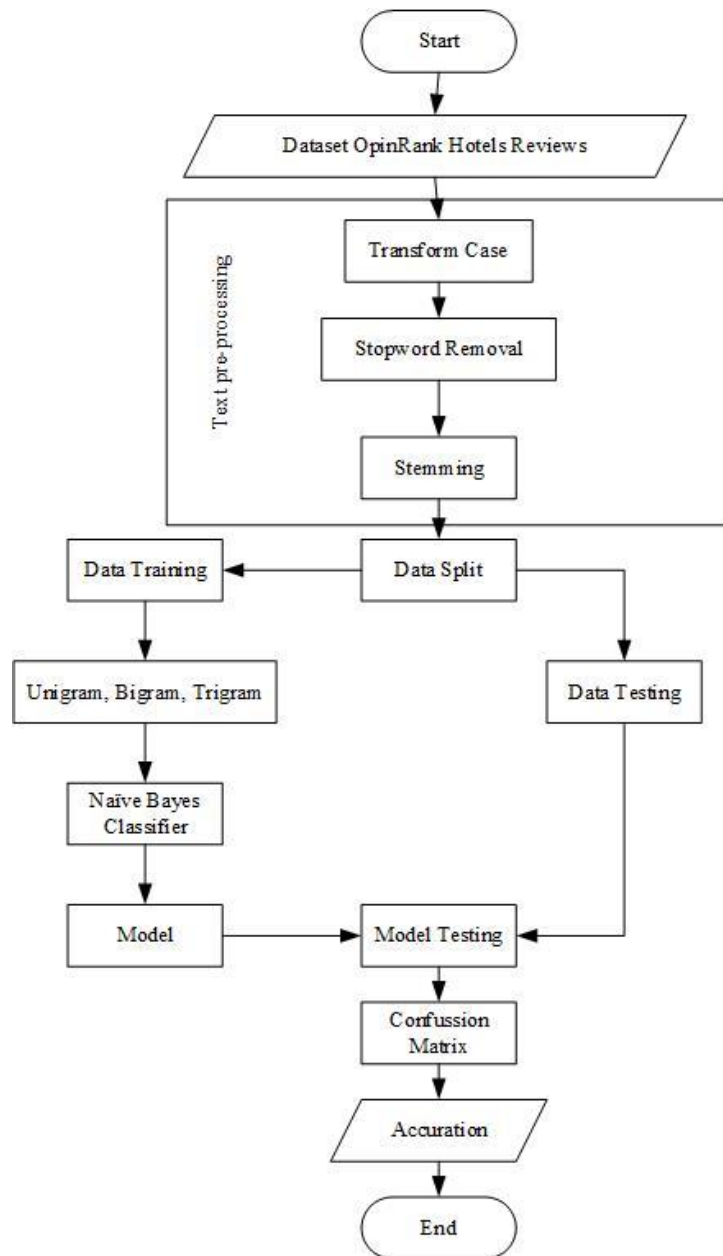 Start
Dataset OpinRank Hotels Reviews
Text pre-processing
Transform Case
Stopword Removal
Stemming
Data Training
Data Split
Unigram, Bigram, Trigram
Data Testing
Naïve Bayes
Classifier
Model
Model Testing
Confussion
Matrix
Accuration
End